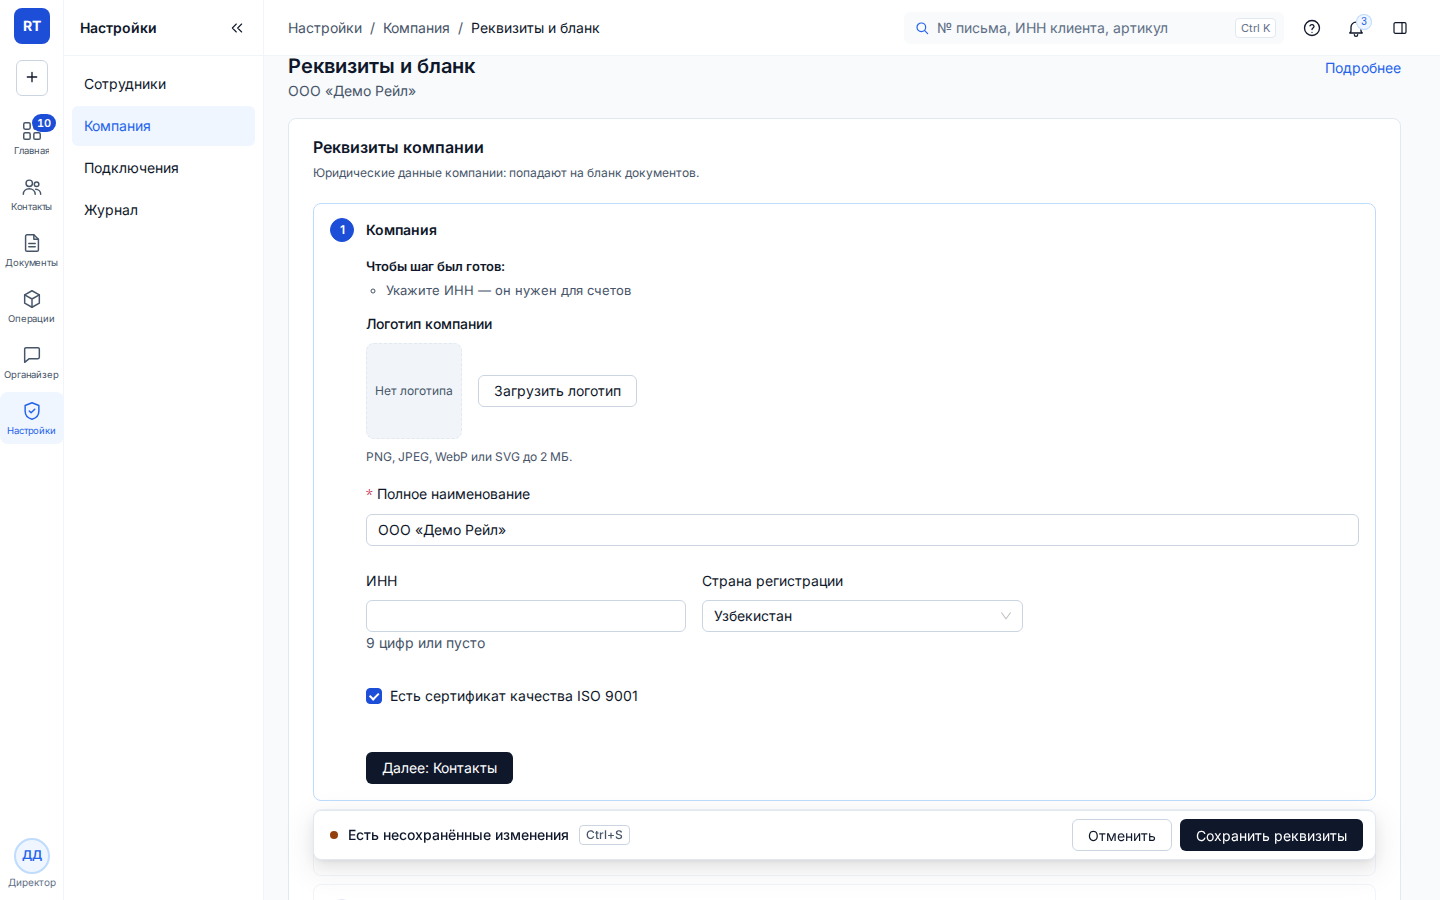 RT
Настройки
Настройки / Компания / Реквизиты и бланк
№ письма, ИНН клиента, артикул
Ctrl K
3
10
Главная
Контакты
Документы
Операции
Органайзер
Настройки
ДД
Директор
Сотрудники
Компания
Подключения
Журнал
Реквизиты и бланк
Подробнее
ООО «Демо Рейл»
Реквизиты компании
Юридические данные компании: попадают на бланк документов.
1 Компания
Чтобы шаг был готов:
Укажите ИНН — он нужен для счетов
Логотип компании
Нет логотипа
Загрузить логотип
PNG, JPEG, WebP или SVG до 2 МБ.
* Полное наименование
ООО «Демо Рейл»
ИНН
Страна регистрации
Узбекистан
9 цифр или пусто
Есть сертификат качества ISO 9001
Далее: Контакты
Есть несохранённые изменения
Ctrl+S
Отменить
Сохранить реквизиты